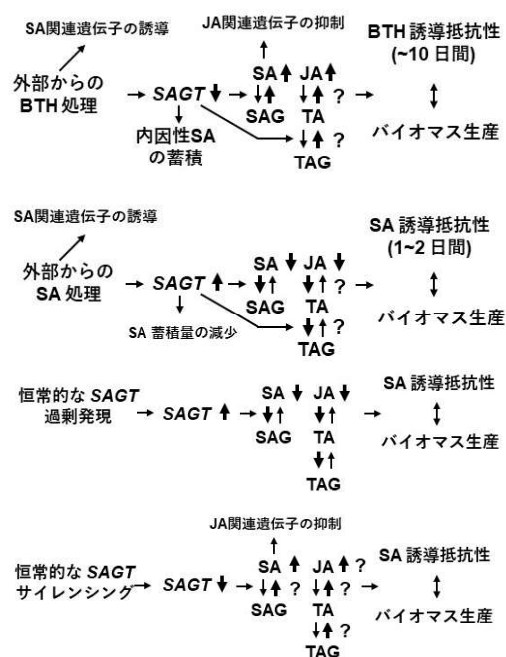 SA関連遺伝子の誘導
JA関連遺伝子の抑制
BTH 誘導抵抗性
(~10 日間)
外部からの
BTH 処理
→ SAGT ⬇ → SA ⬆ JA ⬆ →
↓⬆ ↓⬆ ?
SAG TA
↓⬆ ?
TAG
内因性SA
の蓄積
バイオマス生産
SA関連遺伝子の誘導
SA 誘導抵抗性
(1~2 日間)
外部からの
SA 処理
→ SAGT ⬆ → SA ⬇ JA ⬇ →
⬇↑ ⬇↑ ?
SAG TA
⬇↑ ?
TAG
SA 蓄積量の減少
バイオマス生産
恒常的な SAGT
過剰発現
→ SAGT ⬆ → SA ⬇ JA ⬇ →
⬇↑ ⬇↑
SAG TA
⬇↑
TAG
SA 誘導抵抗性
バイオマス生産
JA関連遺伝子の抑制
恒常的な SAGT
サイレンシング
→ SAGT ⬇ → SA ⬆ JA ⬆ ? →
↓⬆ ? ↓⬆ ?
SAG TA
↓⬆ ?
TAG
SA 誘導抵抗性
バイオマス生産